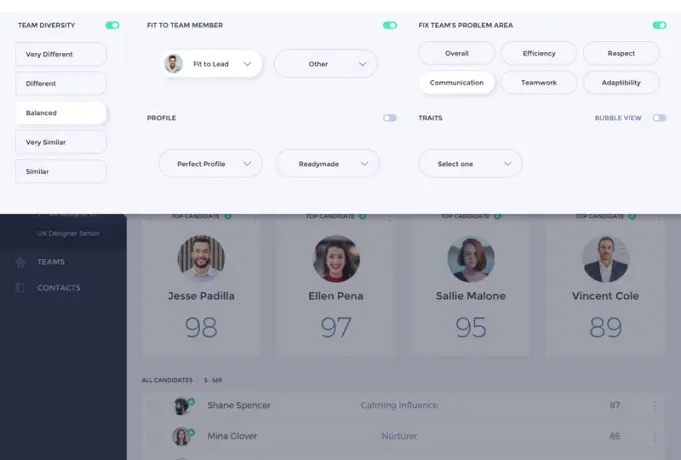 TEAM DIVERSITY
FIT TO TEAM MEMBER
FIX TEAM'S PROBLEM AREA
Very Different
Different
Balanced
Very Similar
Similar
Fit to Lead
Other
Overall
Efficiency
Respect
Communication
Teamwork
Adaptibility
PROFILE
TRAITS
BUBBLE VIEW
Perfect Profile
Readymade
Select one
UX Designer Senior
TEAMS
CONTACTS
TOP CANDIDATE
TOP CANDIDATE
TOP CANDIDATE
TOP CANDIDATE
Jesse Padilla
Ellen Pena
Sallie Malone
Vincent Cole
98
97
95
89
ALL CANDIDATES 5 - 169
Shane Spencer Calming Influence 87
Mina Glover Nurturer 86